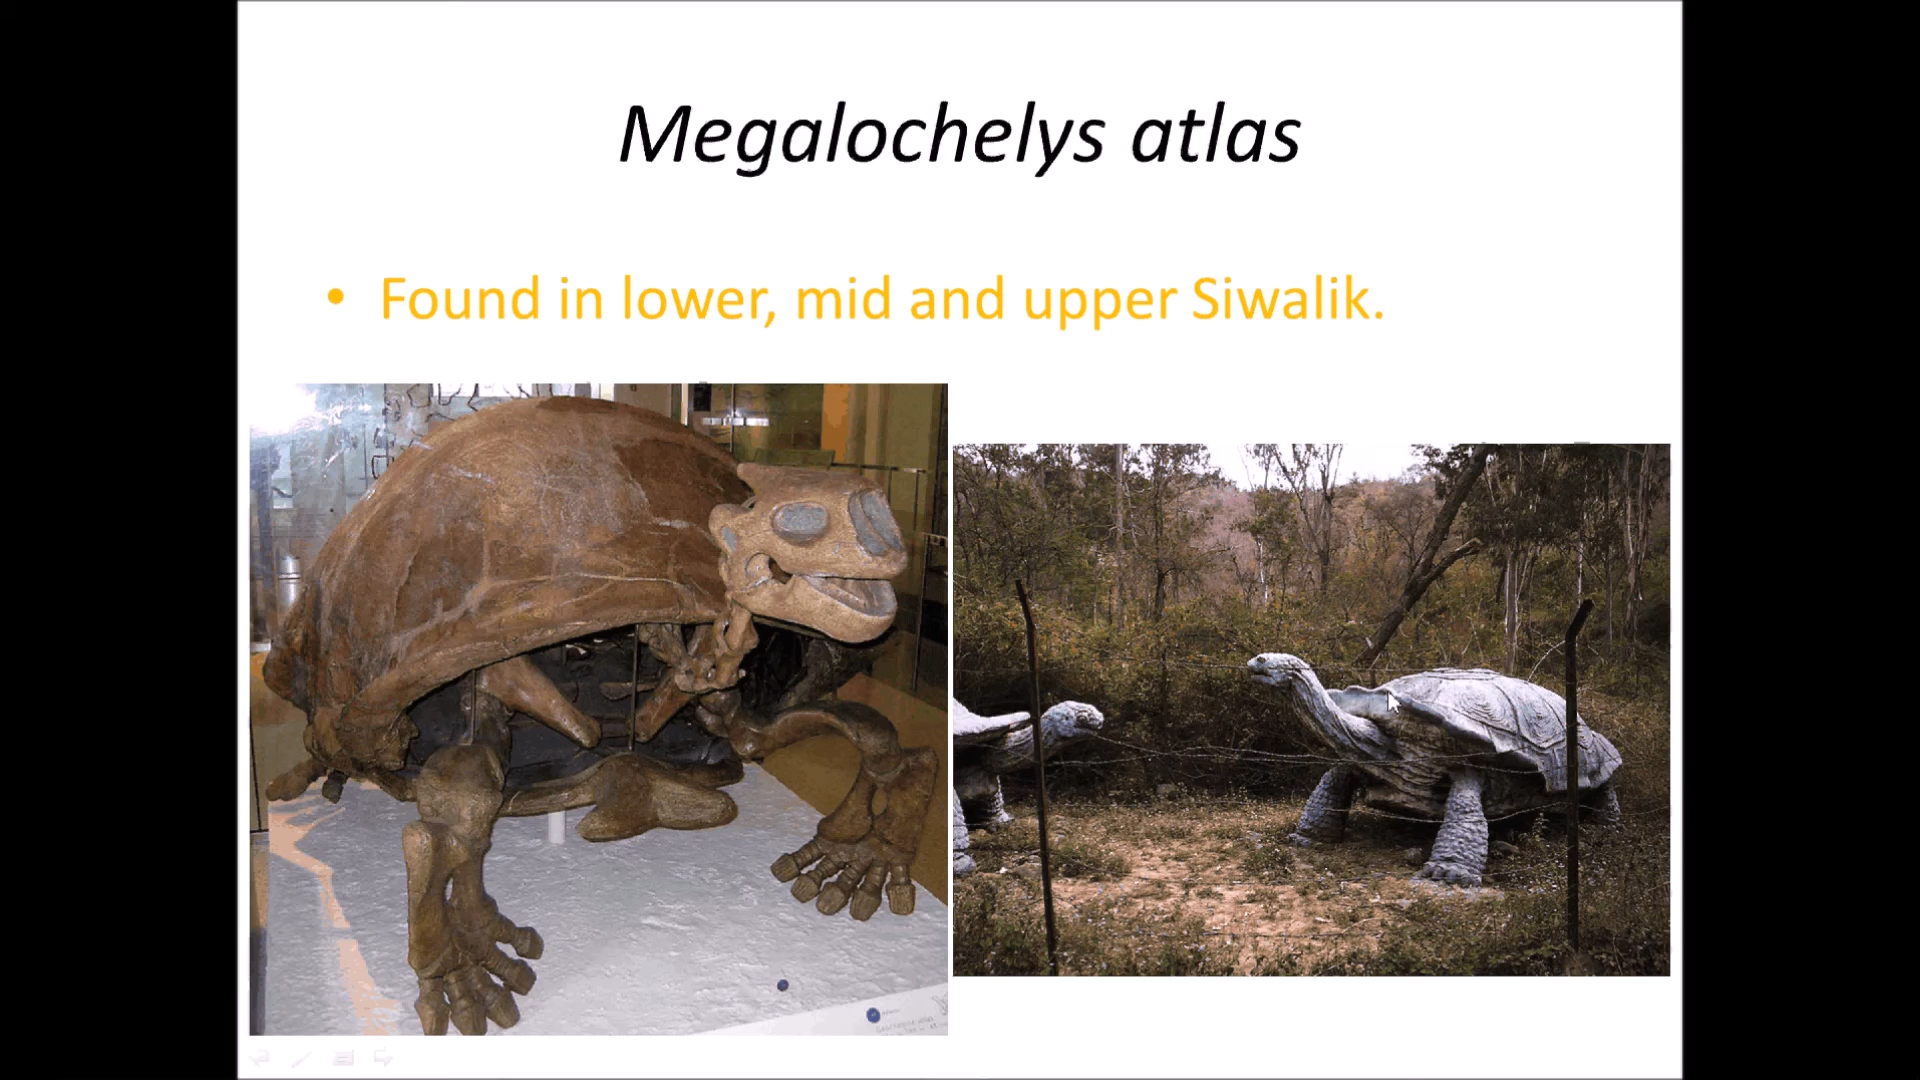 Megalochelys atlas
• Found in lower, mid and upper Siwalik.